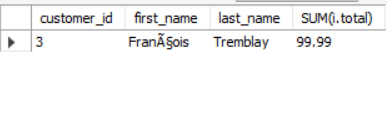 customer_id first_name last_name SUM(i.total)
3 FranÃ§ois Tremblay 99.99